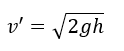 v′ = √2gh